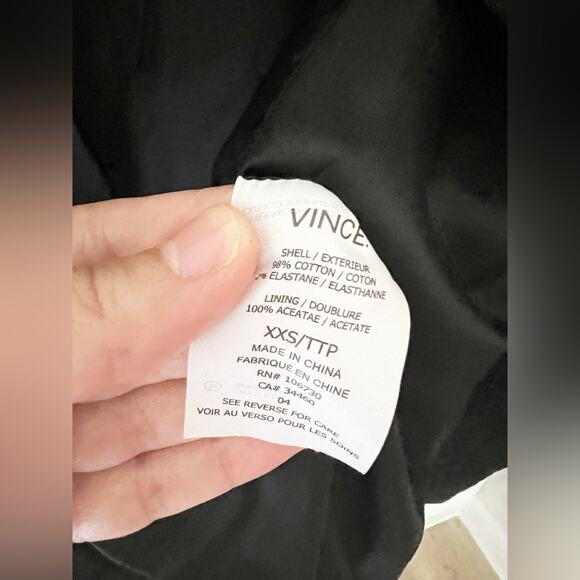 VINCE.
SHELL / EXTERIEUR
98% COTTON / COTON
2% ELASTANE / ELASTHANNE
LINING / DOUBLURE
100% ACEATAE / ACETATE
XXS/TTP
MADE IN CHINA
FABRIQUE EN CHINE
RN# 106730
CA# 34460
04
SEE REVERSE FOR CARE
VOIR AU VERSO POUR LES SOINS